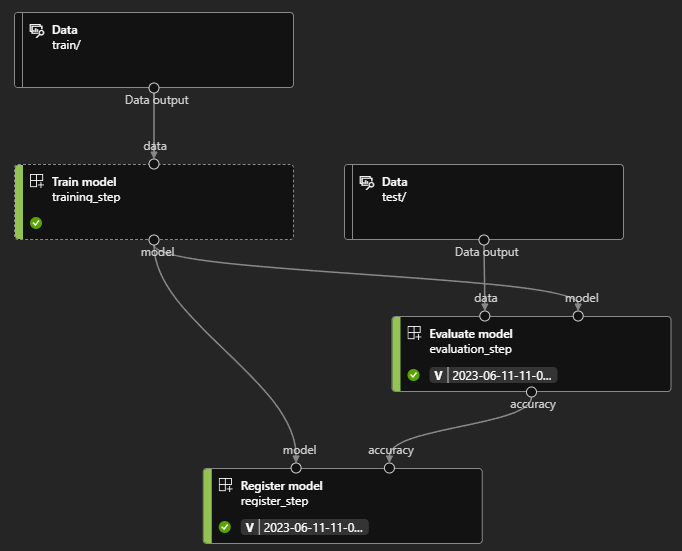 Data
train/
Data output
data
Train model
training_step
model
Data
test/
Data output
data
model
Evaluate model
evaluation_step
V 2023-06-11-11-0...
accuracy
model
accuracy
Register model
register_step
V 2023-06-11-11-0...